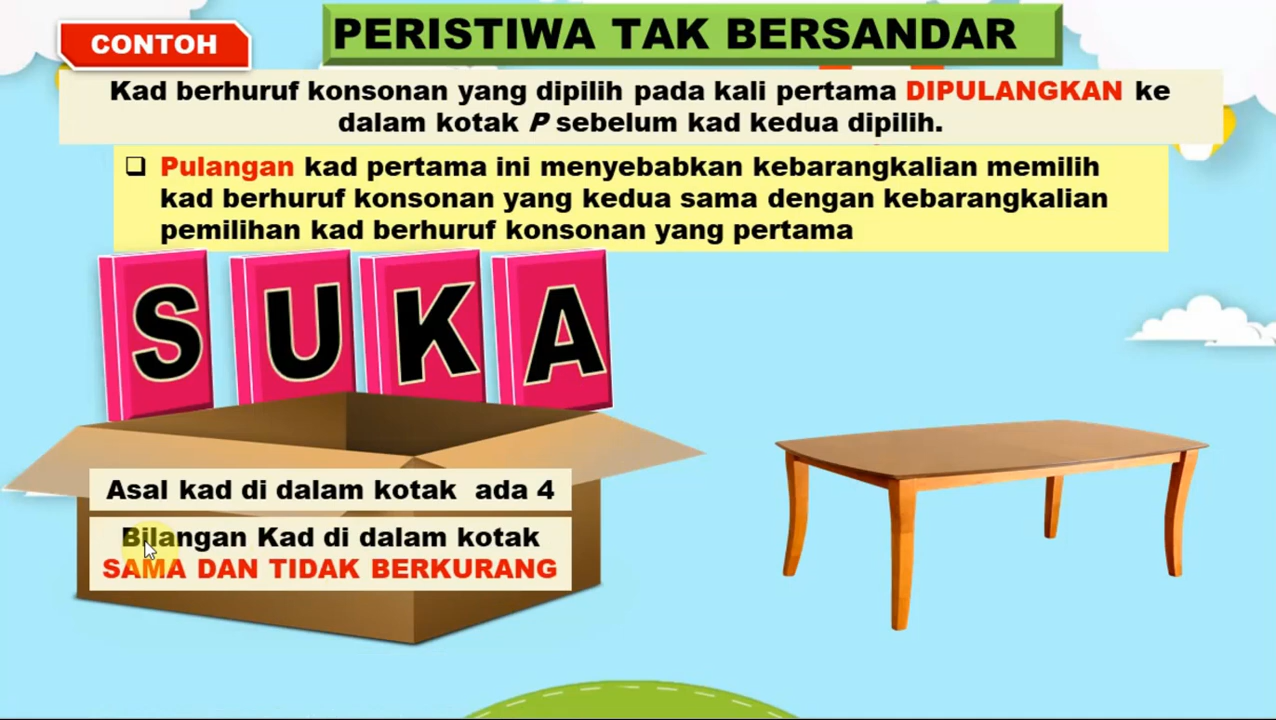 CONTOH
PERISTIWA TAK BERSANDAR
Kad berhuruf konsonan yang dipilih pada kali pertama DIPULANGKAN ke
dalam kotak P sebelum kad kedua dipilih.
Pulangan kad pertama ini menyebabkan kebarangkalian memilih
kad berhuruf konsonan yang kedua sama dengan kebarangkalian
pemilihan kad berhuruf konsonan yang pertama
S U K A
Asal kad di dalam kotak ada 4
Bilangan Kad di dalam kotak
SAMA DAN TIDAK BERKURANG